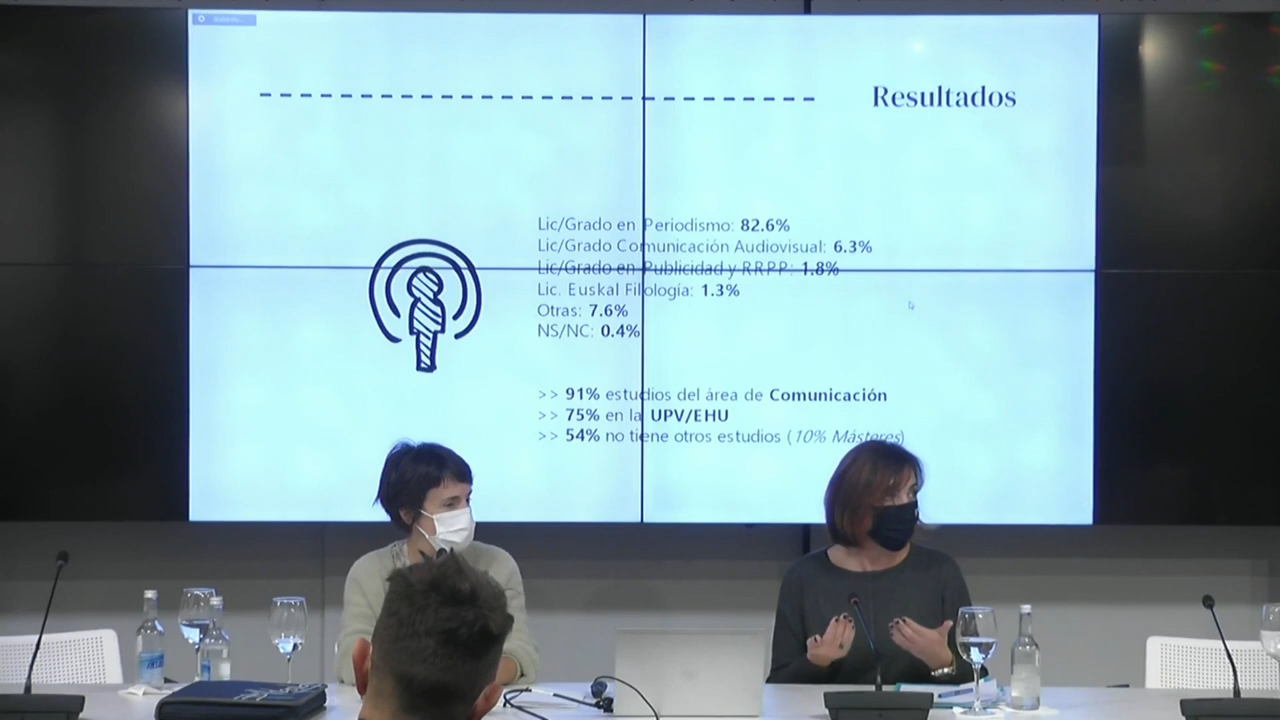 Resultados
Lic/Grado en Periodismo: 82.6%
Lic/Grado Comunicación Audiovisual: 6.3%
Lic/Grado en Publicidad y RRPP: 1.8%
Lic. Euskal Filología: 1.3%
Otras: 7.6%
NS/NC: 0.4%
>> 91% estudios del área de Comunicación
>> 75% en la UPV/EHU
>> 54% no tiene otros estudios (10% Másteres)